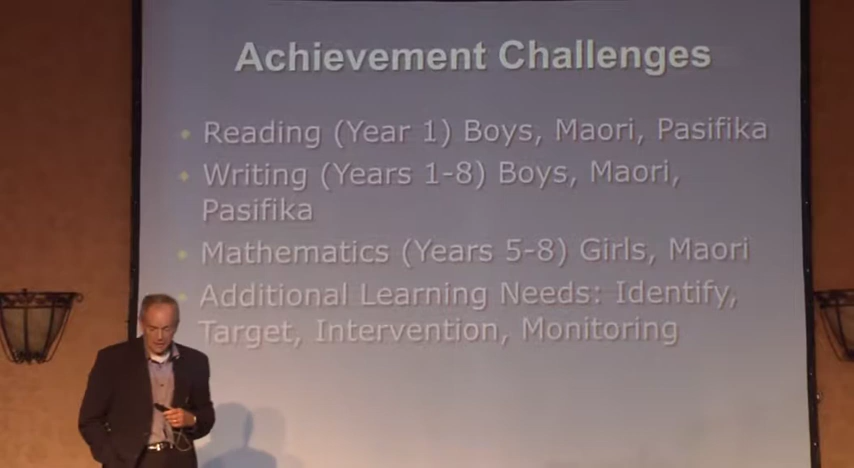 Achievement Challenges
Reading (Year 1) Boys, Maori, Pasifika
Writing (Years 1-8) Boys, Maori,
Pasifika
Mathematics (Years 5-8) Girls, Maori
Additional Learning Needs: Identify,
Target, Intervention, Monitoring